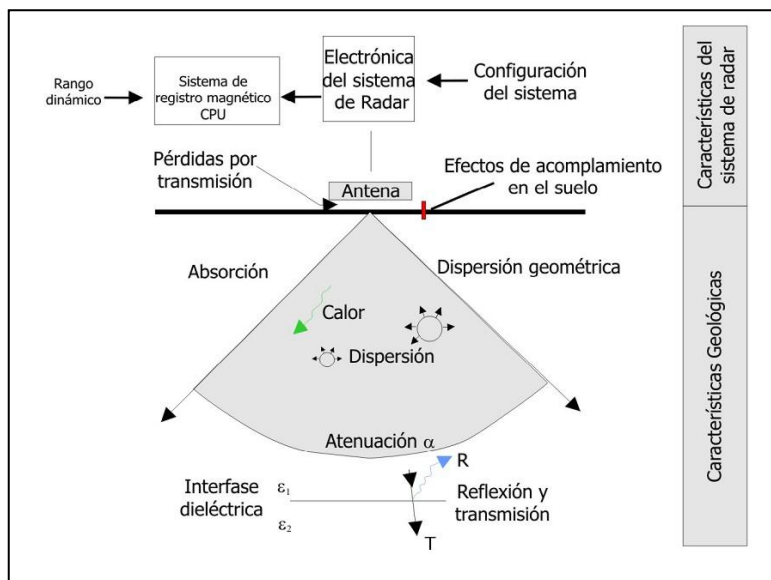 Rango
dinámico
Sistema de
registro magnético
CPU
Electrónica
del sistema
de Radar
Configuración
del sistema
Pérdidas por
transmisión
Antena
Efectos de acomplamiento
en el suelo
Absorción
Dispersión geométrica
Calor
Dispersión
Atenuación α
R
Interfase
dieléctrica
ε1
ε2
Reflexión y
transmisión
T
Características del
sistema de radar
Características Geológicas